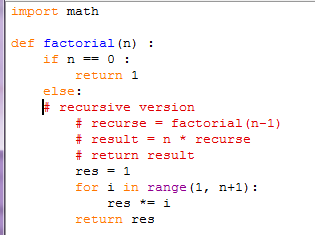 import math

def factorial(n) :
    if n == 0 :
        return 1
    else:
    # recursive version
        # recurse = factorial(n-1)
        # result = n * recurse
        # return result
        res = 1
        for i in range(1, n+1):
            res *= i
        return res